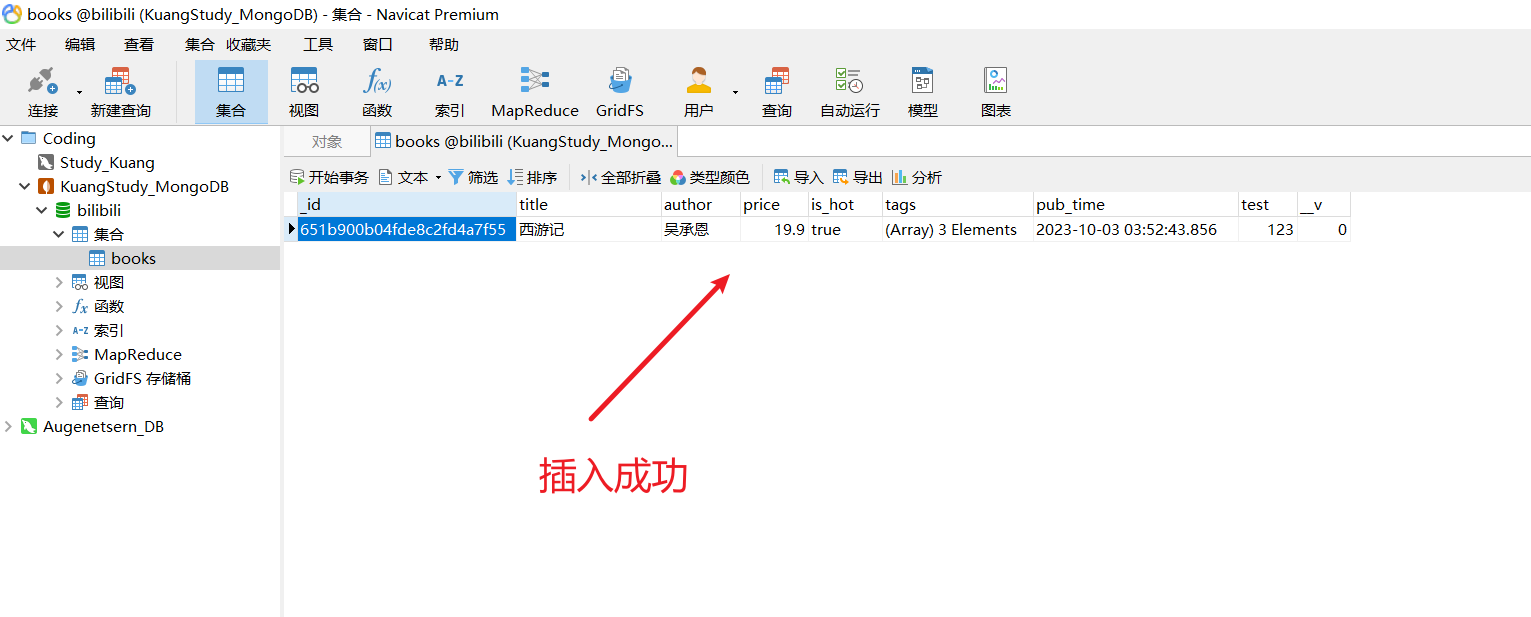 books @bilibili (KuangStudy_MongoDB) - 集合 - Navicat Premium
文件 编辑 查看 集合 收藏夹 工具 窗口 帮助
连接 新建查询 集合 视图 函数 索引 MapReduce GridFS 用户 查询 自动运行 模型 图表
Coding
Study_Kuang
KuangStudy_MongoDB
bilibili
集合
books
视图
函数
索引
MapReduce
GridFS 存储桶
查询
Augenetsern_DB
对象 books @bilibili (KuangStudy_Mongo...
开始事务 文本 筛选 排序 全部折叠 类型颜色 导入 导出 分析
_id title author price is_hot tags pub_time test __v
651b900b04fde8c2fd4a7f55 西游记 吴承恩 19.9 true (Array) 3 Elements 2023-10-03 03:52:43.856 123 0
插入成功